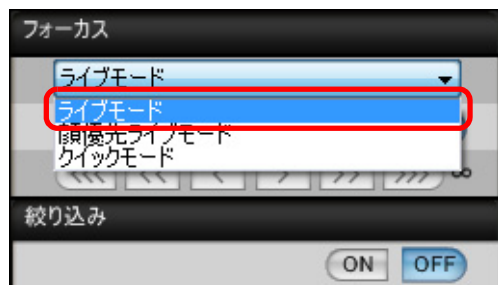 フォーカス
ライブモード
ライブモード
顔優先ライブモード
クイックモード
<<< << < > >> >>> ∞
絞り込み
ON OFF